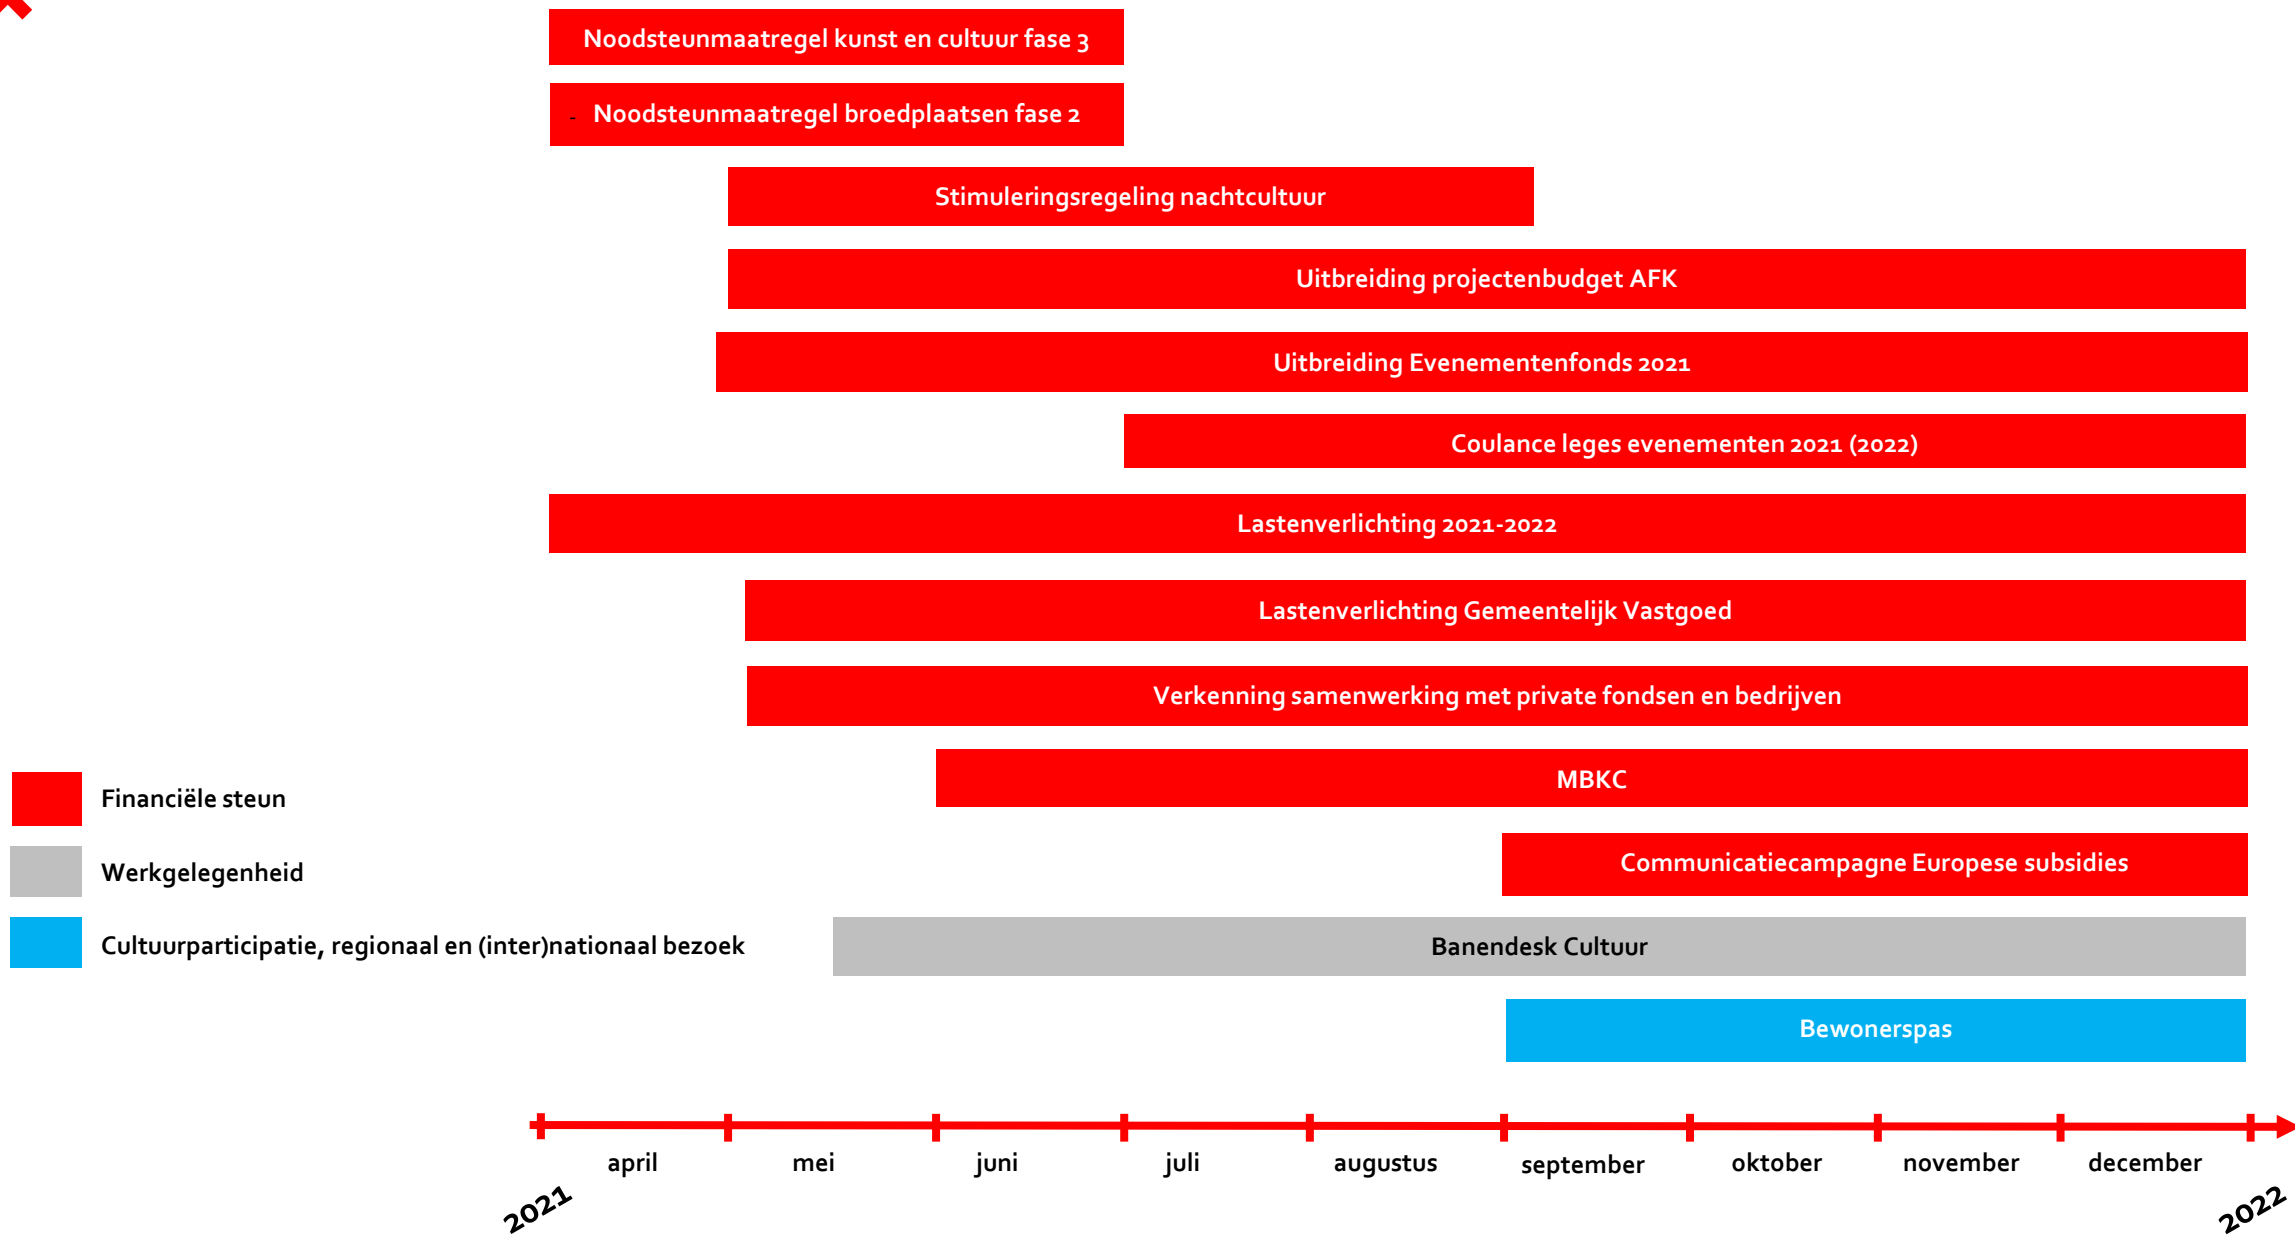 Noodsteunmaatregel kunst en cultuur fase 3
- Noodsteunmaatregel broedplaatsen fase 2
Stimuleringsregeling nachtcultuur
Uitbreiding projectenbudget AFK
Uitbreiding Evenementenfonds 2021
Coulance leges evenementen 2021 (2022)
Lastenverlichting 2021-2022
Lastenverlichting Gemeentelijk Vastgoed
Verkenning samenwerking met private fondsen en bedrijven
MBKC
Financiële steun
Communicatiecampagne Europese subsidies
Werkgelegenheid
Cultuurparticipatie, regionaal en (inter)nationaal bezoek
Banendesk Cultuur
Bewonerspas
april mei juni juli augustus september oktober november december
2021 2022